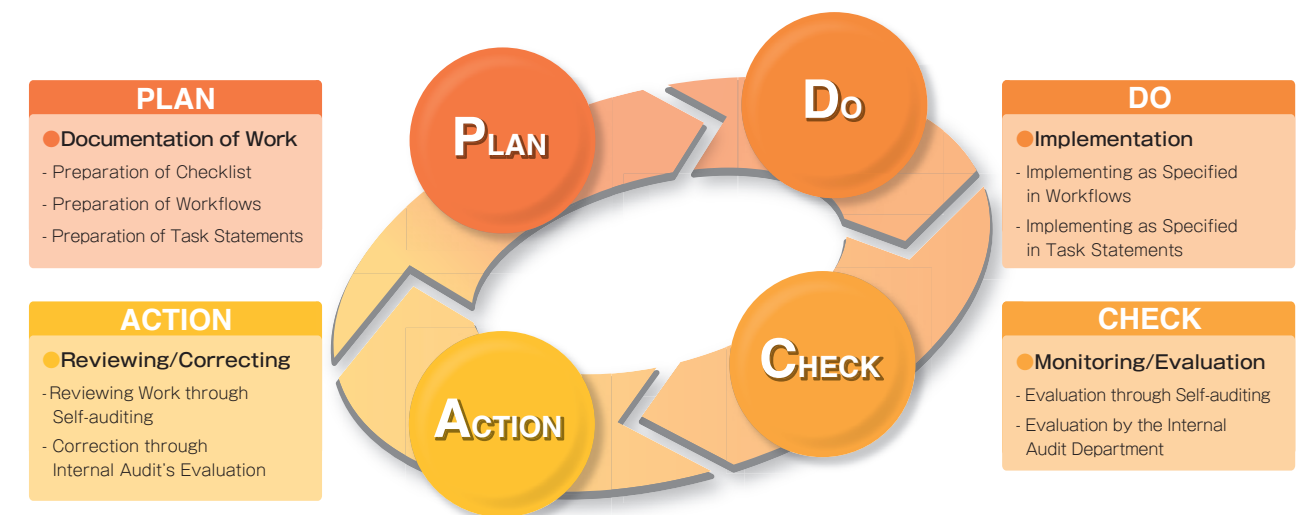 PLAN
●Documentation of Work
- Preparation of Checklist
- Preparation of Workflows
- Preparation of Task Statements
ACTION
●Reviewing/Correcting
- Reviewing Work through
Self-auditing
- Correction through
Internal Audit's Evaluation
PLAN
DO
CHECK
ACTION
DO
●Implementation
- Implementing as Specified
in Workflows
- Implementing as Specified
in Task Statements
CHECK
●Monitoring/Evaluation
- Evaluation through Self-auditing
- Evaluation by the Internal
Audit Department